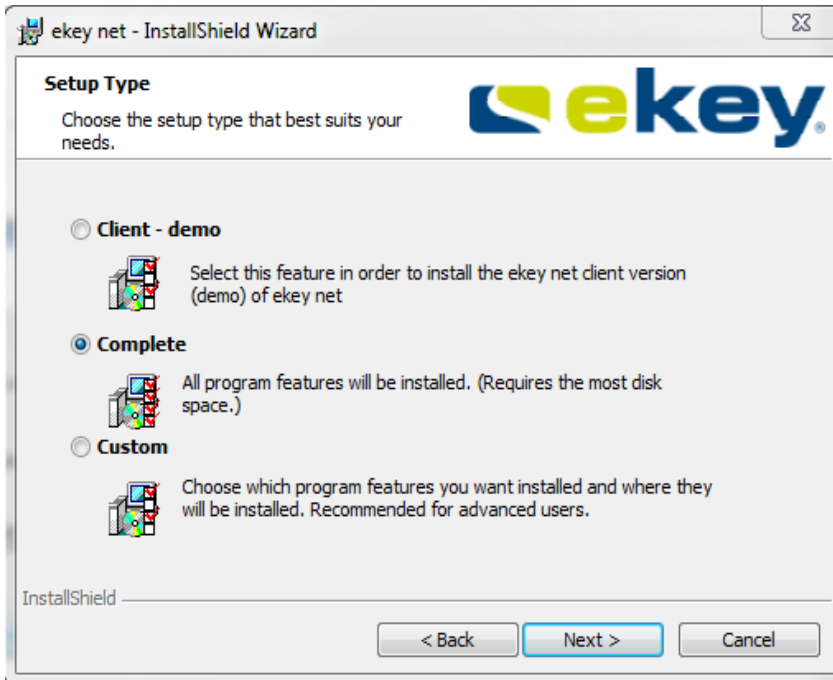 ekey net - InstallShield Wizard
Setup Type
Choose the setup type that best suits your
needs.
ekey®
Client - demo
Select this feature in order to install the ekey net client version
(demo) of ekey net
Complete
All program features will be installed. (Requires the most disk
space.)
Custom
Choose which program features you want installed and where they
will be installed. Recommended for advanced users.
InstallShield
< Back
Next >
Cancel